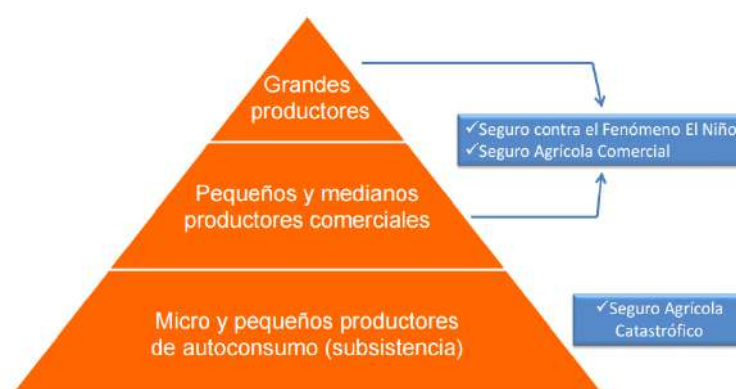 Grandes
productores
✓Seguro contra el Fenómeno El Niño
✓Seguro Agrícola Comercial
Pequeños y medianos
productores comerciales
Micro y pequeños productores
de autoconsumo (subsistencia)
✓Seguro Agrícola
Catastrófico